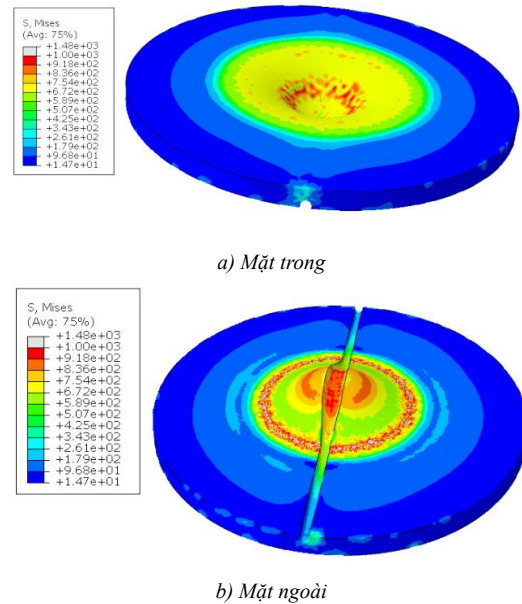 S, Mises
(Avg: 75%)
+1.48e+03
+1.00e+03
+9.18e+02
+8.36e+02
+7.54e+02
+6.72e+02
+5.89e+02
+5.07e+02
+4.25e+02
+3.43e+02
+2.61e+02
+1.79e+02
+9.68e+01
+1.47e+01
a) Mặt trong
S, Mises
(Avg: 75%)
+1.48e+03
+1.00e+03
+9.18e+02
+8.36e+02
+7.54e+02
+6.72e+02
+5.89e+02
+5.07e+02
+4.25e+02
+3.43e+02
+2.61e+02
+1.79e+02
+9.68e+01
+1.47e+01
b) Mặt ngoài